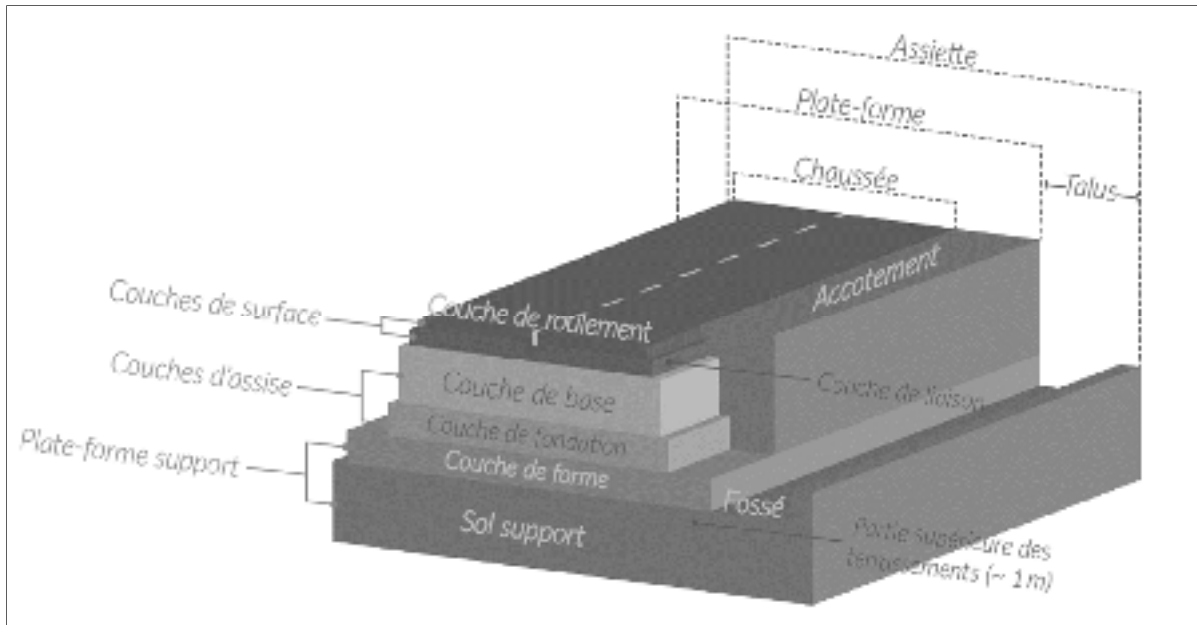 Assiette
Plate-forme
Chaussée
Talus
Accotement
Couches de surface
Couche de roulement
Couches d'assise
Couche de base
Couche de liaison
Couche de fondation
Plate-forme support
Couche de forme
Fossé
Sol support
Partie supérieure des
terrassements (~ 1 m)